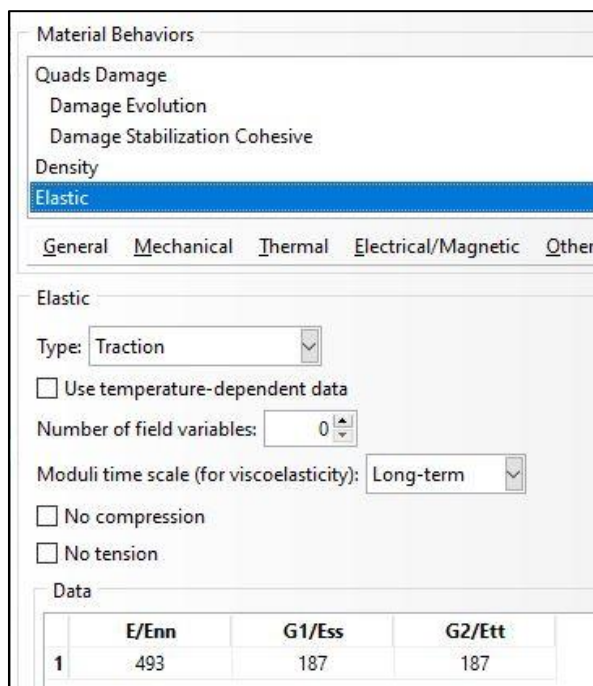 Material Behaviors
Quads Damage
Damage Evolution
Damage Stabilization Cohesive
Density
Elastic
General Mechanical Thermal Electrical/Magnetic Other
Elastic
Type: Traction
Use temperature-dependent data
Number of field variables: 0
Moduli time scale (for viscoelasticity): Long-term
No compression
No tension
Data
E/Enn G1/Ess G2/Ett
1 493 187 187